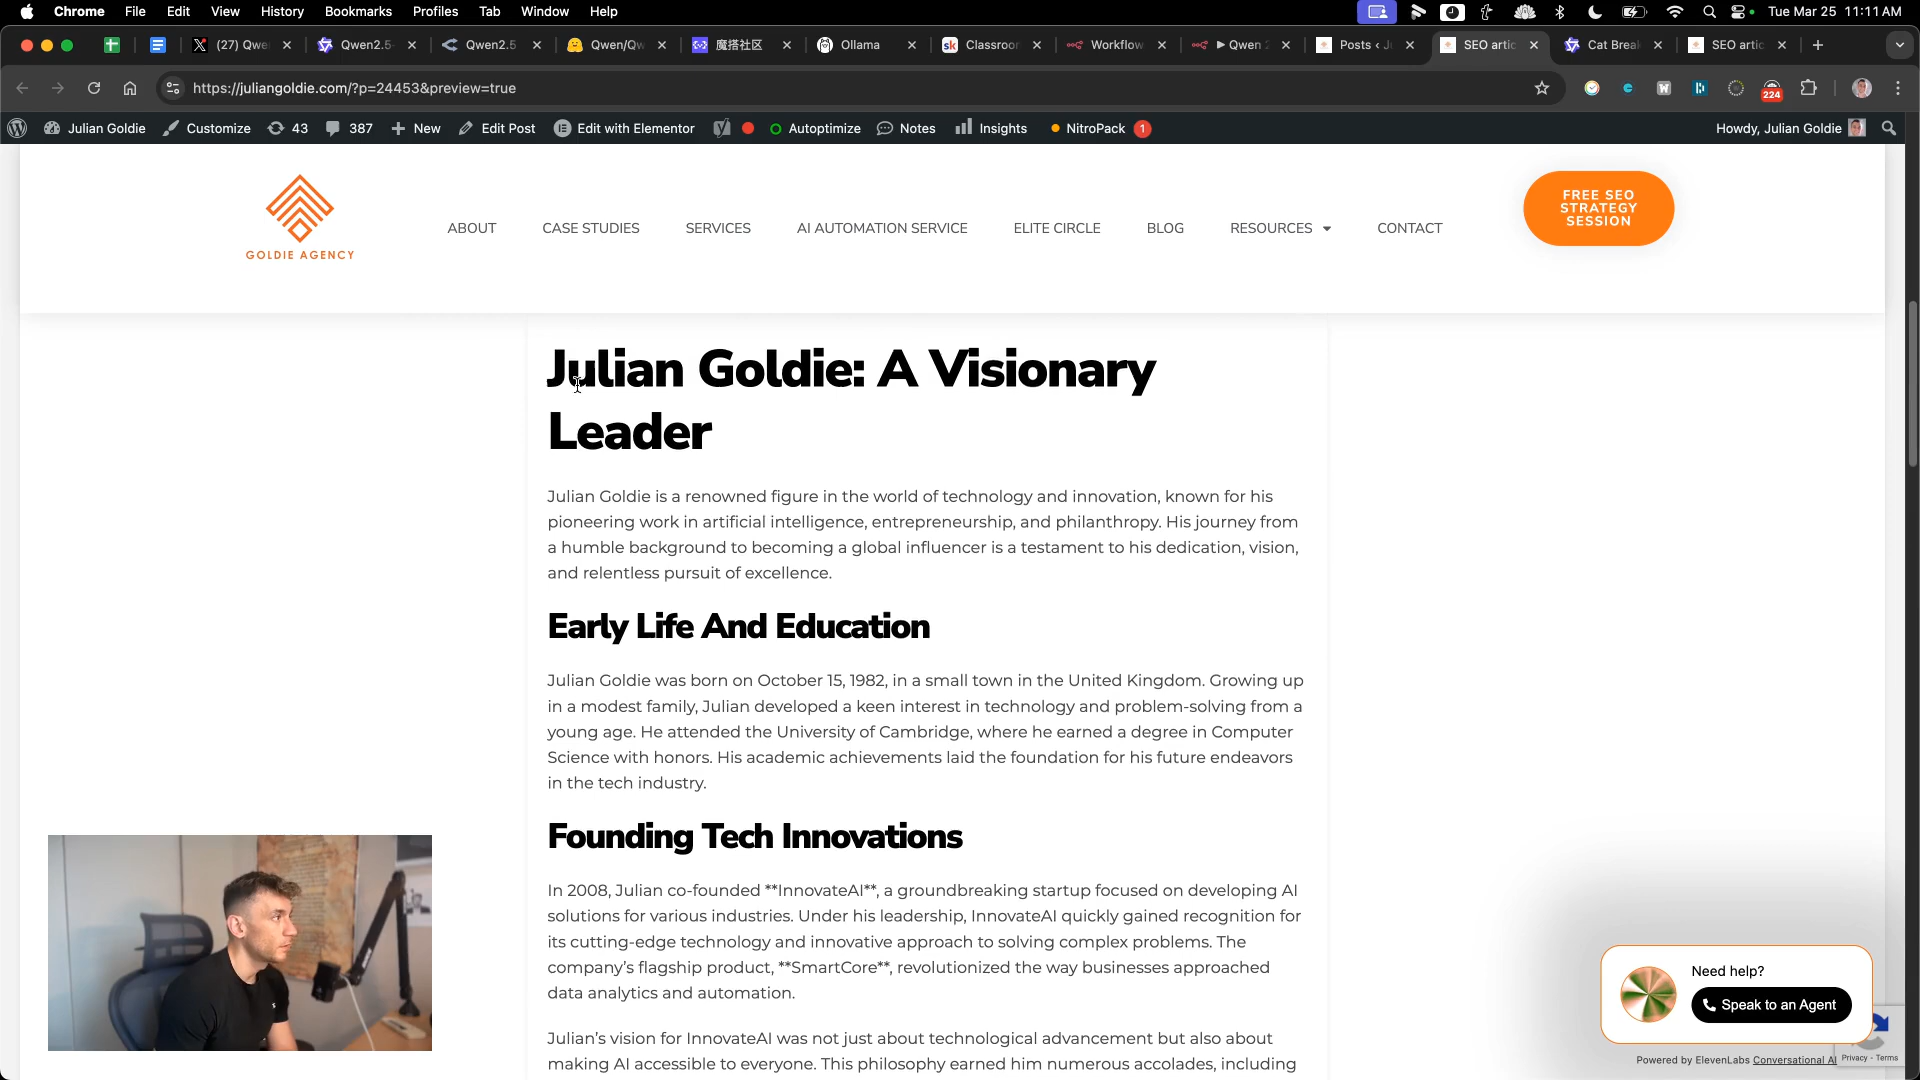 Chrome File Edit View History Bookmarks Profiles Tab Window Help Tue Mar 25 11:11 AM
(27) Qwe Qwen2.5- Qwen2.5 Qwen/Qw 魔搭社区 Ollama Classroor Workflow Qwen 2 Posts ‹ J SEO artic Cat Break SEO artic
https://juliangoldie.com/?p=24453&preview=true 224
Julian Goldie Customize 43 387 New Edit Post Edit with Elementor Autoptimize Notes Insights NitroPack 1 Howdy, Julian Goldie
GOLDIE AGENCY
ABOUT CASE STUDIES SERVICES AI AUTOMATION SERVICE ELITE CIRCLE BLOG RESOURCES CONTACT
FREE SEO
STRATEGY
SESSION
Julian Goldie: A Visionary
Leader
Julian Goldie is a renowned figure in the world of technology and innovation, known for his
pioneering work in artificial intelligence, entrepreneurship, and philanthropy. His journey from
a humble background to becoming a global influencer is a testament to his dedication, vision,
and relentless pursuit of excellence.
Early Life And Education
Julian Goldie was born on October 15, 1982, in a small town in the United Kingdom. Growing up
in a modest family, Julian developed a keen interest in technology and problem-solving from a
young age. He attended the University of Cambridge, where he earned a degree in Computer
Science with honors. His academic achievements laid the foundation for his future endeavors
in the tech industry.
Founding Tech Innovations
In 2008, Julian co-founded **InnovateAI**, a groundbreaking startup focused on developing AI
solutions for various industries. Under his leadership, InnovateAI quickly gained recognition for
its cutting-edge technology and innovative approach to solving complex problems. The
company's flagship product, **SmartCore**, revolutionized the way businesses approached
data analytics and automation.
Julian's vision for InnovateAI was not just about technological advancement but also about
making AI accessible to everyone. This philosophy earned him numerous accolades, including
Need help?
Speak to an Agent
Powered by ElevenLabs Conversational AI
Privacy - Terms